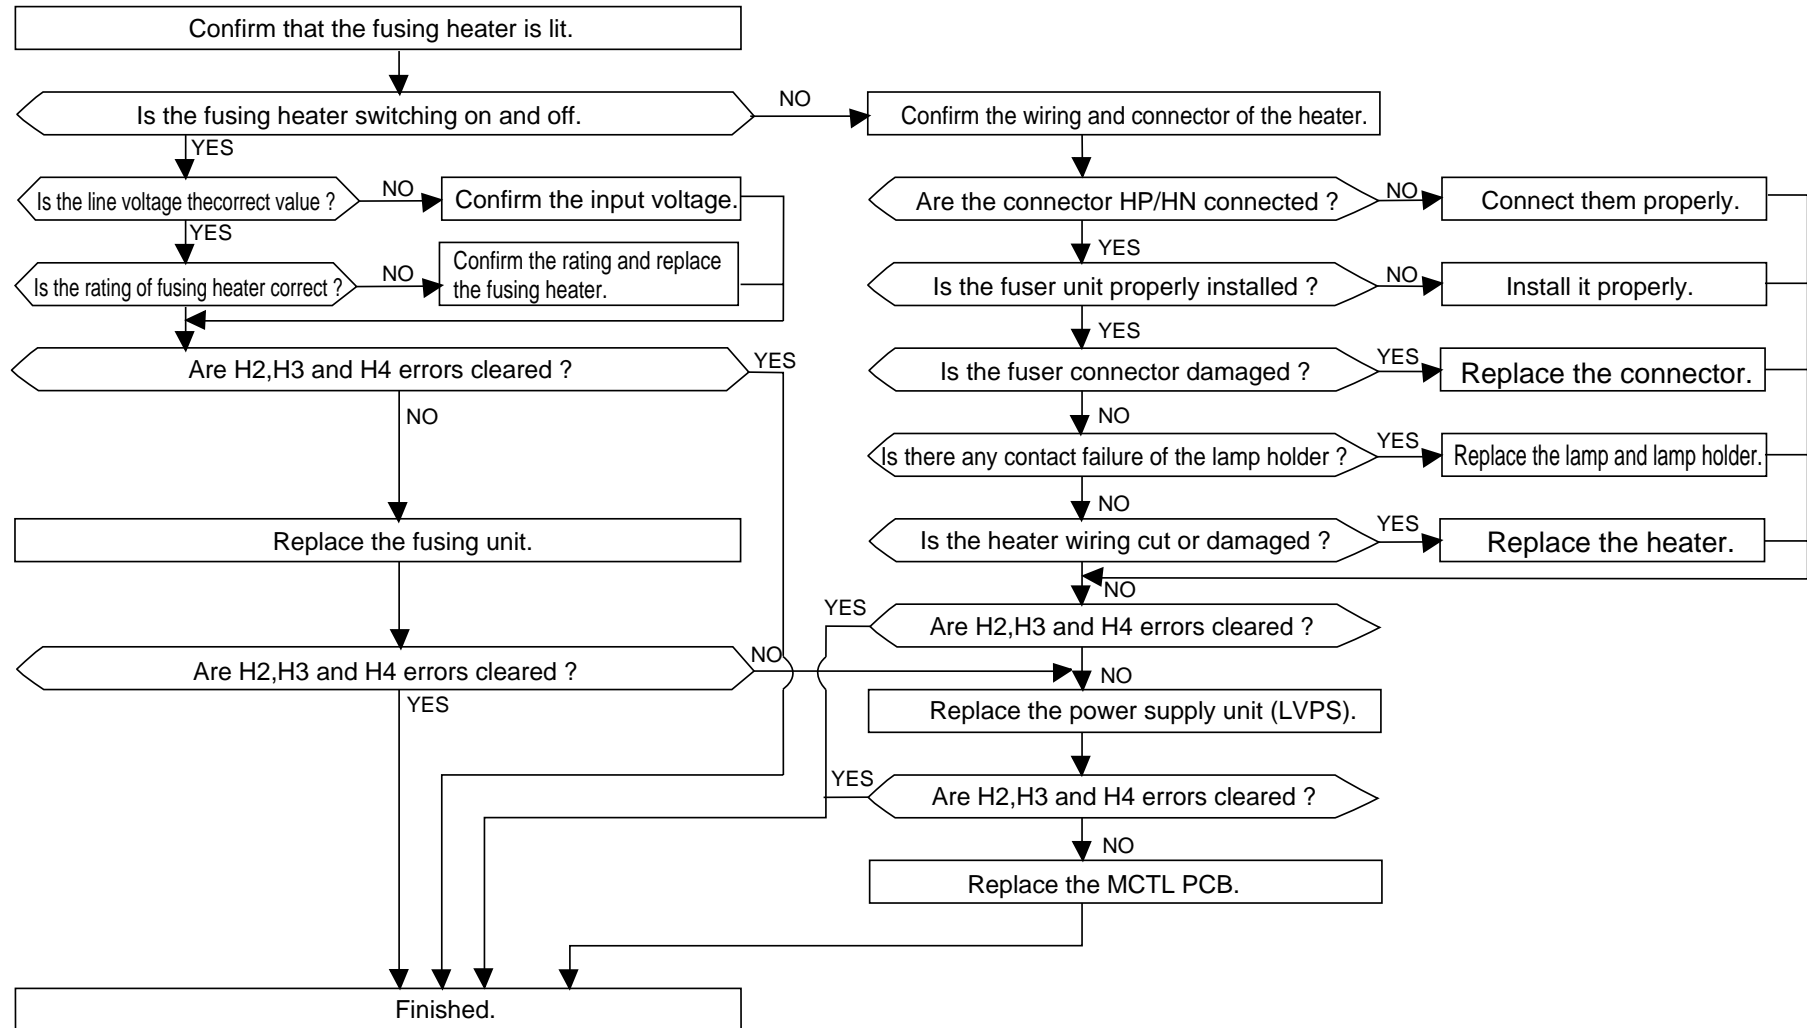 Confirm that the fusing heater is lit.
Is the fusing heater switching on and off.
NO
Confirm the wiring and connector of the heater.
YES
Is the line voltage thecorrect value ?
NO
Confirm the input voltage.
Are the connector HP/HN connected ?
NO
Connect them properly.
YES
YES
Is the rating of fusing heater correct ?
NO
Confirm the rating and replace
the fusing heater.
Is the fuser unit properly installed ?
NO
Install it properly.
YES
Are H2,H3 and H4 errors cleared ?
YES
Is the fuser connector damaged ?
YES
Replace the connector.
NO
NO
Is there any contact failure of the lamp holder ?
YES
Replace the lamp and lamp holder.
NO
Replace the fusing unit.
Is the heater wiring cut or damaged ?
YES
Replace the heater.
NO
YES
Are H2,H3 and H4 errors cleared ?
Are H2,H3 and H4 errors cleared ?
NO
NO
YES
Replace the power supply unit (LVPS).
YES
Are H2,H3 and H4 errors cleared ?
NO
Replace the MCTL PCB.
Finished.